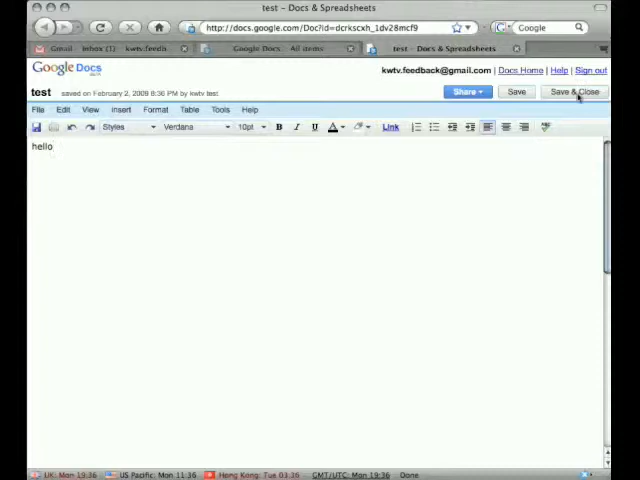 test – Docs & Spreadsheets
http://docs.google.com/Doc?id=dcrkscxh_1dv28mcf9
Google
Gmail – Inbox (1) – kwtv.feedb
Google Docs – All items
test – Docs & Spreadsheets
Google Docs
kwtv.feedback@gmail.com | Docs Home | Help | Sign out
test saved on February 2, 2009 8:36 PM by kwtv test
Share Save Save & Close
File Edit View Insert Format Table Tools Help
Styles Verdana 10pt B I U A Link
hello
UK: Mon 19:36 US Pacific: Mon 11:36 Hong Kong: Tue 03:36 GMT/UTC: Mon 19:36 Done